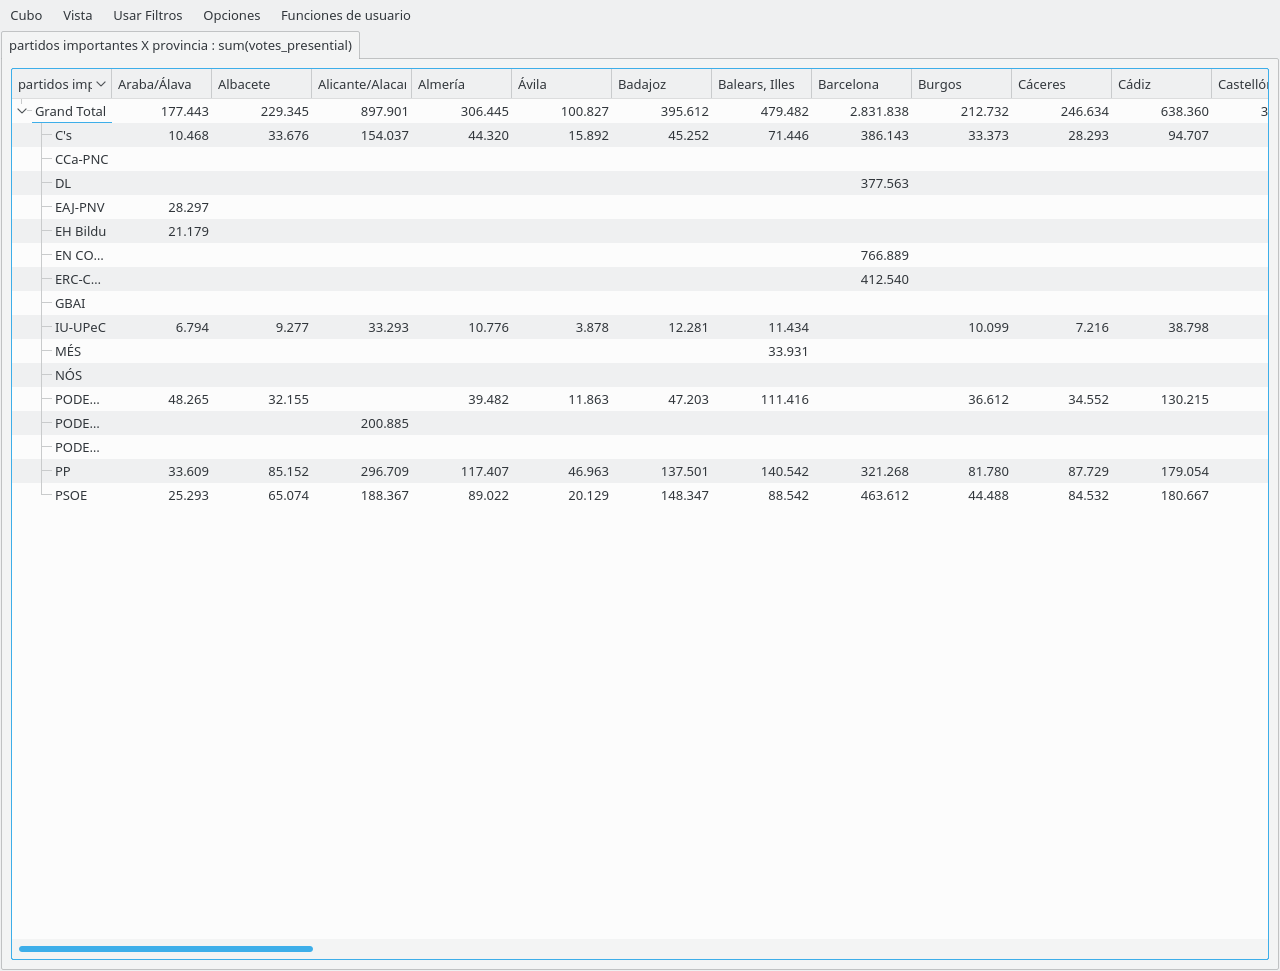 Cubo Vista Usar Filtros Opciones Funciones de usuario
partidos importantes X provincia : sum(votes_presential)
partidos imp Araba/Álava Albacete Alicante/Alacan Almería Ávila Badajoz Balears, Illes Barcelona Burgos Cáceres Cádiz Castellón
Grand Total 177.443 229.345 897.901 306.445 100.827 395.612 479.482 2.831.838 212.732 246.634 638.360 3
C's 10.468 33.676 154.037 44.320 15.892 45.252 71.446 386.143 33.373 28.293 94.707
CCa-PNC
DL 377.563
EAJ-PNV 28.297
EH Bildu 21.179
EN CO... 766.889
ERC-C... 412.540
GBAI
IU-UPeC 6.794 9.277 33.293 10.776 3.878 12.281 11.434 10.099 7.216 38.798
MÉS 33.931
NÓS
PODE... 48.265 32.155 39.482 11.863 47.203 111.416 36.612 34.552 130.215
PODE... 200.885
PODE...
PP 33.609 85.152 296.709 117.407 46.963 137.501 140.542 321.268 81.780 87.729 179.054
PSOE 25.293 65.074 188.367 89.022 20.129 148.347 88.542 463.612 44.488 84.532 180.667